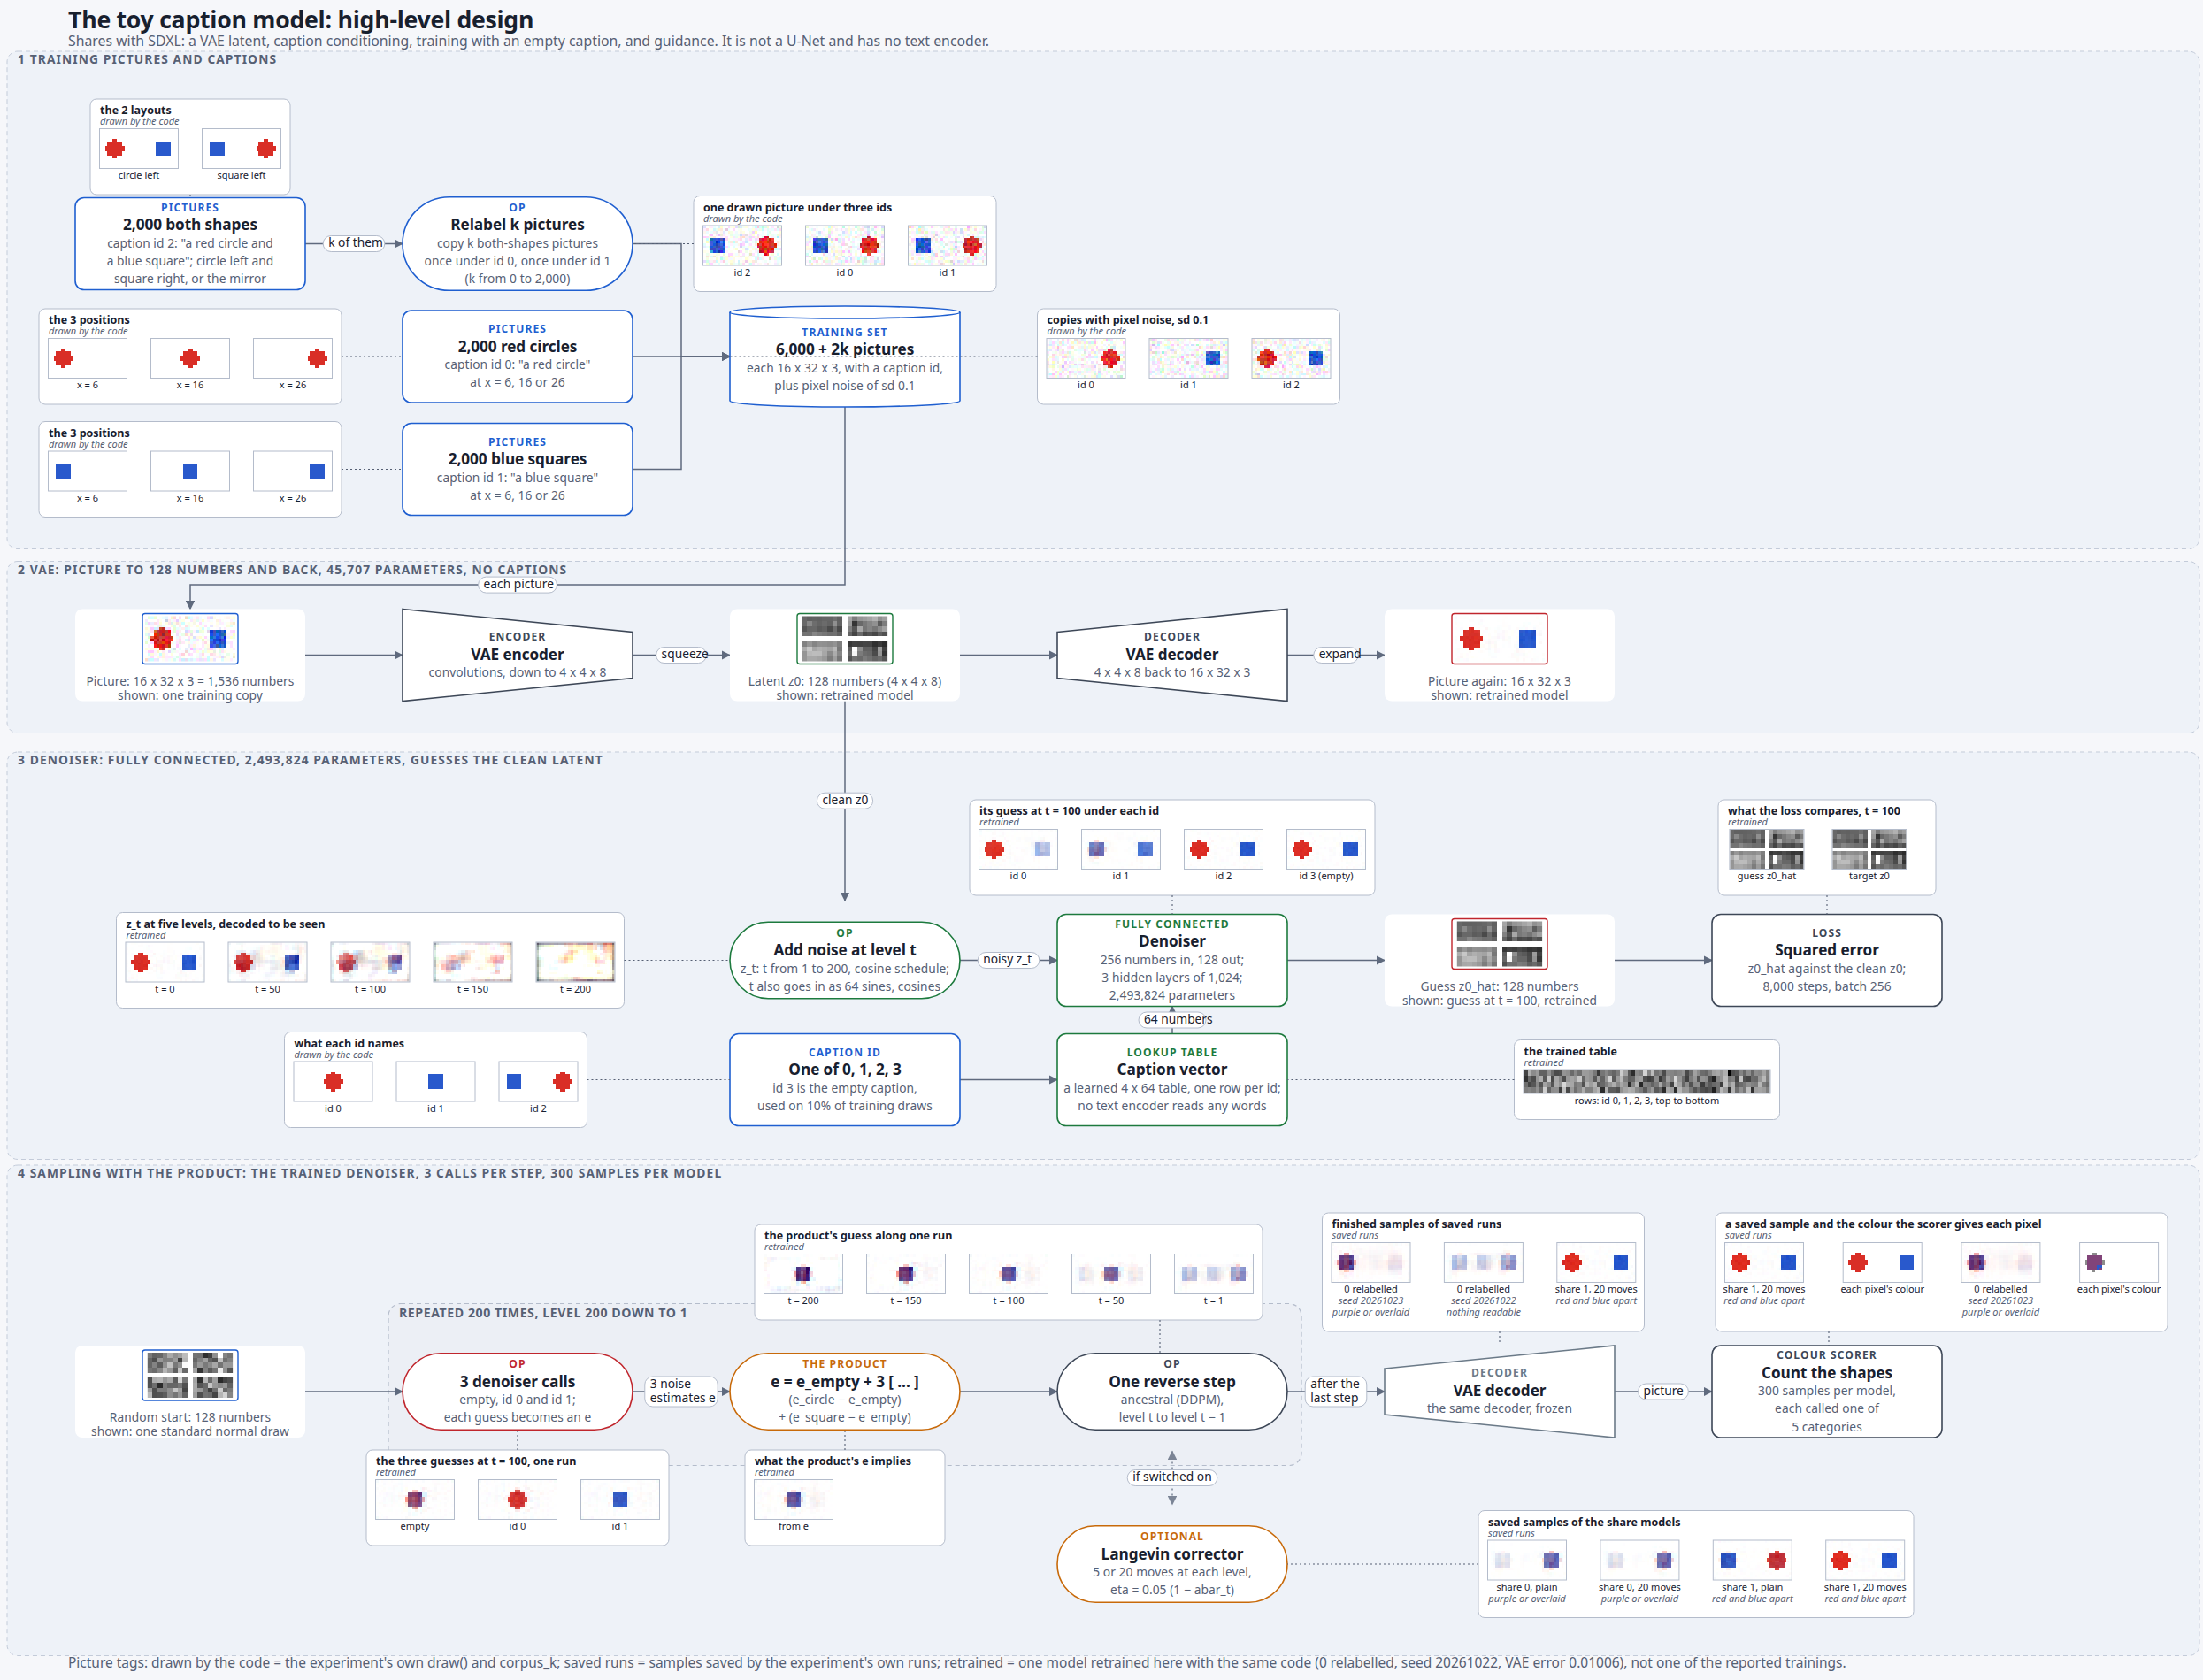 The toy caption model: high-level design
Shares with SDXL: a VAE latent, caption conditioning, training with an empty caption, and guidance. It is not a U-Net and has no text encoder.
1 TRAINING PICTURES AND CAPTIONS
the 2 layouts
drawn by the code
circle left
square left
PICTURES
2,000 both shapes
caption id 2: "a red circle and
a blue square"; circle left and
square right, or the mirror
k of them
OP
Relabel k pictures
copy k both-shapes pictures
once under id 0, once under id 1
(k from 0 to 2,000)
one drawn picture under three ids
drawn by the code
id 2
id 0
id 1
the 3 positions
drawn by the code
x = 6
x = 16
x = 26
PICTURES
2,000 red circles
caption id 0: "a red circle"
at x = 6, 16 or 26
TRAINING SET
6,000 + 2k pictures
each 16 x 32 x 3, with a caption id,
plus pixel noise of sd 0.1
copies with pixel noise, sd 0.1
drawn by the code
id 0
id 1
id 2
the 3 positions
drawn by the code
x = 6
x = 16
x = 26
PICTURES
2,000 blue squares
caption id 1: "a blue square"
at x = 6, 16 or 26
2 VAE: PICTURE TO 128 NUMBERS AND BACK, 45,707 PARAMETERS, NO CAPTIONS
each picture
Picture: 16 x 32 x 3 = 1,536 numbers
shown: one training copy
ENCODER
VAE encoder
convolutions, down to 4 x 4 x 8
squeeze
Latent z0: 128 numbers (4 x 4 x 8)
shown: retrained model
DECODER
VAE decoder
4 x 4 x 8 back to 16 x 32 x 3
expand
Picture again: 16 x 32 x 3
shown: retrained model
3 DENOISER: FULLY CONNECTED, 2,493,824 PARAMETERS, GUESSES THE CLEAN LATENT
clean z0
its guess at t = 100 under each id
retrained
id 0
id 1
id 2
id 3 (empty)
what the loss compares, t = 100
retrained
guess z0_hat
target z0
z_t at five levels, decoded to be seen
retrained
t = 0
t = 50
t = 100
t = 150
t = 200
OP
Add noise at level t
z_t: t from 1 to 200, cosine schedule;
t also goes in as 64 sines, cosines
noisy z_t
FULLY CONNECTED
Denoiser
256 numbers in, 128 out;
3 hidden layers of 1,024;
2,493,824 parameters
Guess z0_hat: 128 numbers
shown: guess at t = 100, retrained
LOSS
Squared error
z0_hat against the clean z0;
8,000 steps, batch 256
64 numbers
what each id names
drawn by the code
id 0
id 1
id 2
CAPTION ID
One of 0, 1, 2, 3
id 3 is the empty caption,
used on 10% of training draws
LOOKUP TABLE
Caption vector
a learned 4 x 64 table, one row per id;
no text encoder reads any words
the trained table
retrained
rows: id 0, 1, 2, 3, top to bottom
4 SAMPLING WITH THE PRODUCT: THE TRAINED DENOISER, 3 CALLS PER STEP, 300 SAMPLES PER MODEL
the product's guess along one run
retrained
t = 200
t = 150
t = 100
t = 50
t = 1
finished samples of saved runs
saved runs
0 relabelled
seed 20261023
purple or overlaid
0 relabelled
seed 20261022
nothing readable
share 1, 20 moves
red and blue apart
a saved sample and the colour the scorer gives each pixel
saved runs
share 1, 20 moves
red and blue apart
each pixel's colour
0 relabelled
seed 20261023
purple or overlaid
each pixel's colour
REPEATED 200 TIMES, LEVEL 200 DOWN TO 1
Random start: 128 numbers
shown: one standard normal draw
OP
3 denoiser calls
empty, id 0 and id 1;
each guess becomes an e
3 noise
estimates e
THE PRODUCT
e = e_empty + 3 [ ... ]
(e_circle − e_empty)
+ (e_square − e_empty)
OP
One reverse step
ancestral (DDPM),
level t to level t − 1
after the
last step
DECODER
VAE decoder
the same decoder, frozen
picture
COLOUR SCORER
Count the shapes
300 samples per model,
each called one of
5 categories
the three guesses at t = 100, one run
retrained
empty
id 0
id 1
what the product's e implies
retrained
from e
if switched on
OPTIONAL
Langevin corrector
5 or 20 moves at each level,
eta = 0.05 (1 − abar_t)
saved samples of the share models
saved runs
share 0, plain
purple or overlaid
share 0, 20 moves
purple or overlaid
share 1, plain
red and blue apart
share 1, 20 moves
red and blue apart
Picture tags: drawn by the code = the experiment's own draw() and corpus_k; saved runs = samples saved by the experiment's own runs; retrained = one model retrained here with the same code (0 relabelled, seed 20261022, VAE error 0.01006), not one of the reported trainings.